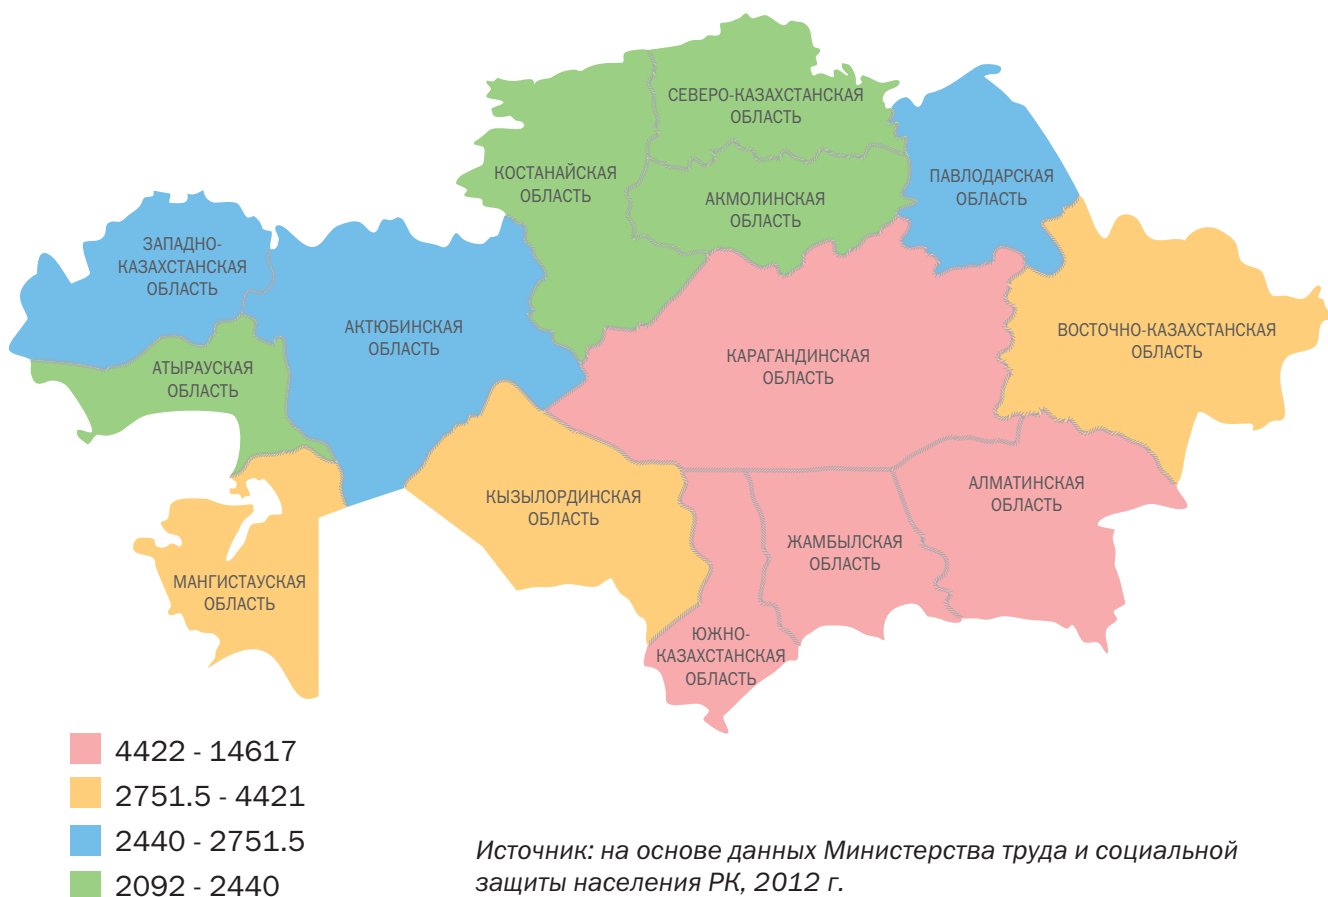 СЕВЕРО-КАЗАХСТАНСКАЯ
ОБЛАСТЬ
КОСТАНАЙСКАЯ
ОБЛАСТЬ
АКМОЛИНСКАЯ
ОБЛАСТЬ
ПАВЛОДАРСКАЯ
ОБЛАСТЬ
ЗАПАДНО-
КАЗАХСТАНСКАЯ
ОБЛАСТЬ
АКТЮБИНСКАЯ
ОБЛАСТЬ
ВОСТОЧНО-КАЗАХСТАНСКАЯ
ОБЛАСТЬ
АТЫРАУСКАЯ
ОБЛАСТЬ
КАРАГАНДИНСКАЯ
ОБЛАСТЬ
КЫЗЫЛОРДИНСКАЯ
ОБЛАСТЬ
АЛМАТИНСКАЯ
ОБЛАСТЬ
ЖАМБЫЛСКАЯ
ОБЛАСТЬ
МАНГИСТАУСКАЯ
ОБЛАСТЬ
ЮЖНО-
КАЗАХСТАНСКАЯ
ОБЛАСТЬ
4422 - 14617
2751.5 - 4421
2440 - 2751.5
2092 - 2440
Источник: на основе данных Министерства труда и социальной
защиты населения РК, 2012 г.